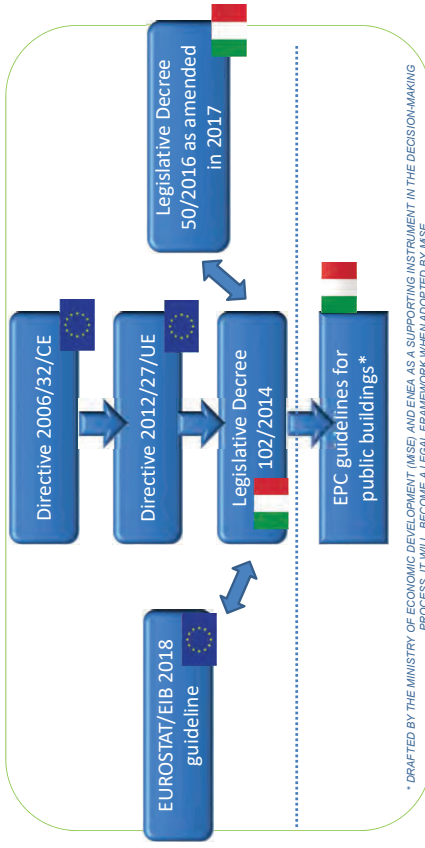 Directive 2006/32/CE
Directive 2012/27/UE
EUROSTAT/EIB 2018
guideline
Legislative Decree
102/2014
Legislative Decree
50/2016 as amended
in 2017
EPC guidelines for
public buildings*
* DRAFTED BY THE MINISTRY OF ECONOMIC DEVELOPMENT (MiSE) AND ENEA AS A SUPPORTING INSTRUMENT IN THE DECISION-MAKING
PROCESS. IT WILL BECOME A LEGAL FRAMEWORK WHEN ADOPTED BY MiSE